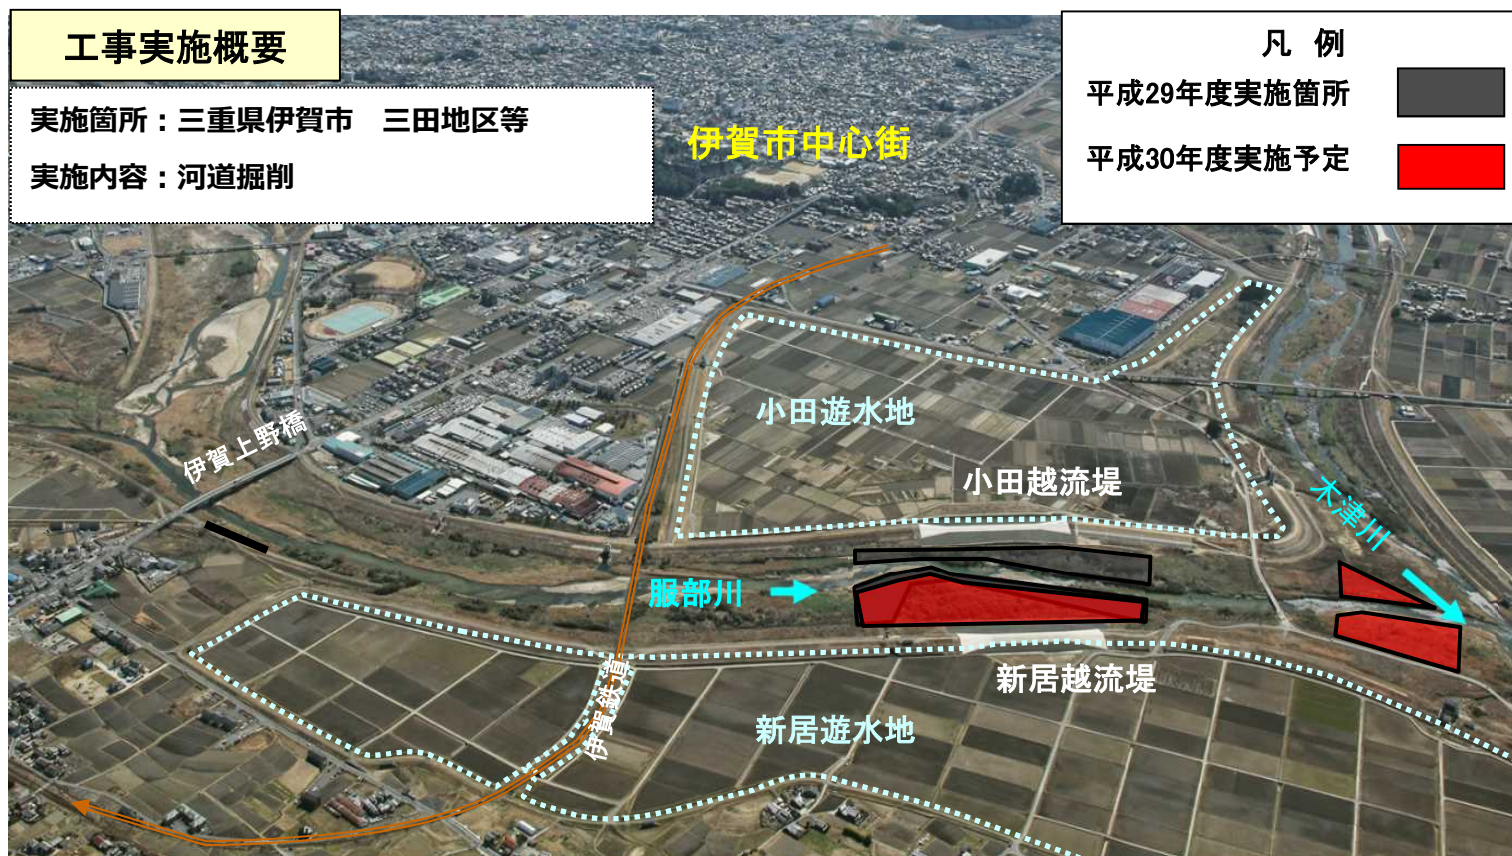 工事実施概要
実施箇所：三重県伊賀市　三田地区等
実施内容：河道掘削
凡 例
平成29年度実施箇所
平成30年度実施予定
伊賀市中心街
小田遊水地
伊賀上野橋
小田越流堤
木津川
服部川
新居越流堤
伊賀鉄道
新居遊水地